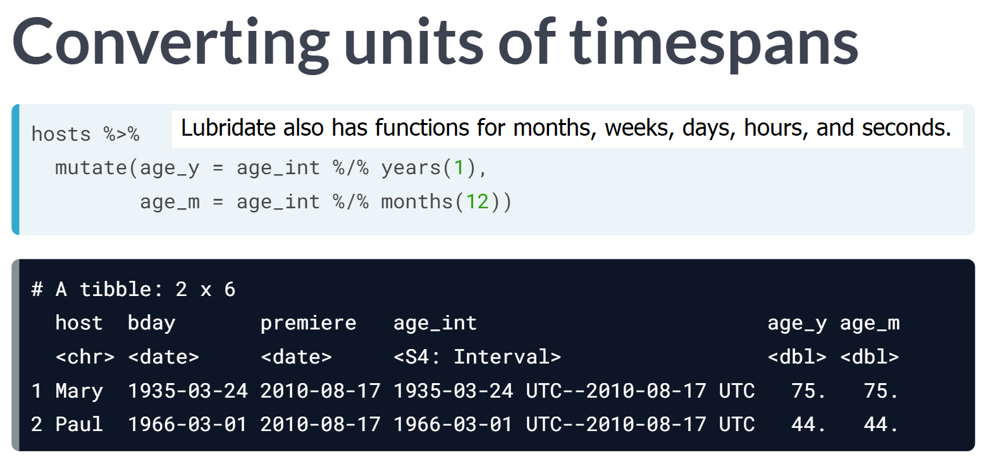 Converting units of timespans
hosts %>%
Lubridate also has functions for months, weeks, days, hours, and seconds.
  mutate(age_y = age_int %/% years(1),
         age_m = age_int %/% months(12))
# A tibble: 2 x 6
  host  bday       premiere   age_int                        age_y age_m
  <chr> <date>     <date>     <S4: Interval>                 <dbl> <dbl>
1 Mary  1935-03-24 2010-08-17 1935-03-24 UTC--2010-08-17 UTC   75.   75.
2 Paul  1966-03-01 2010-08-17 1966-03-01 UTC--2010-08-17 UTC   44.   44.